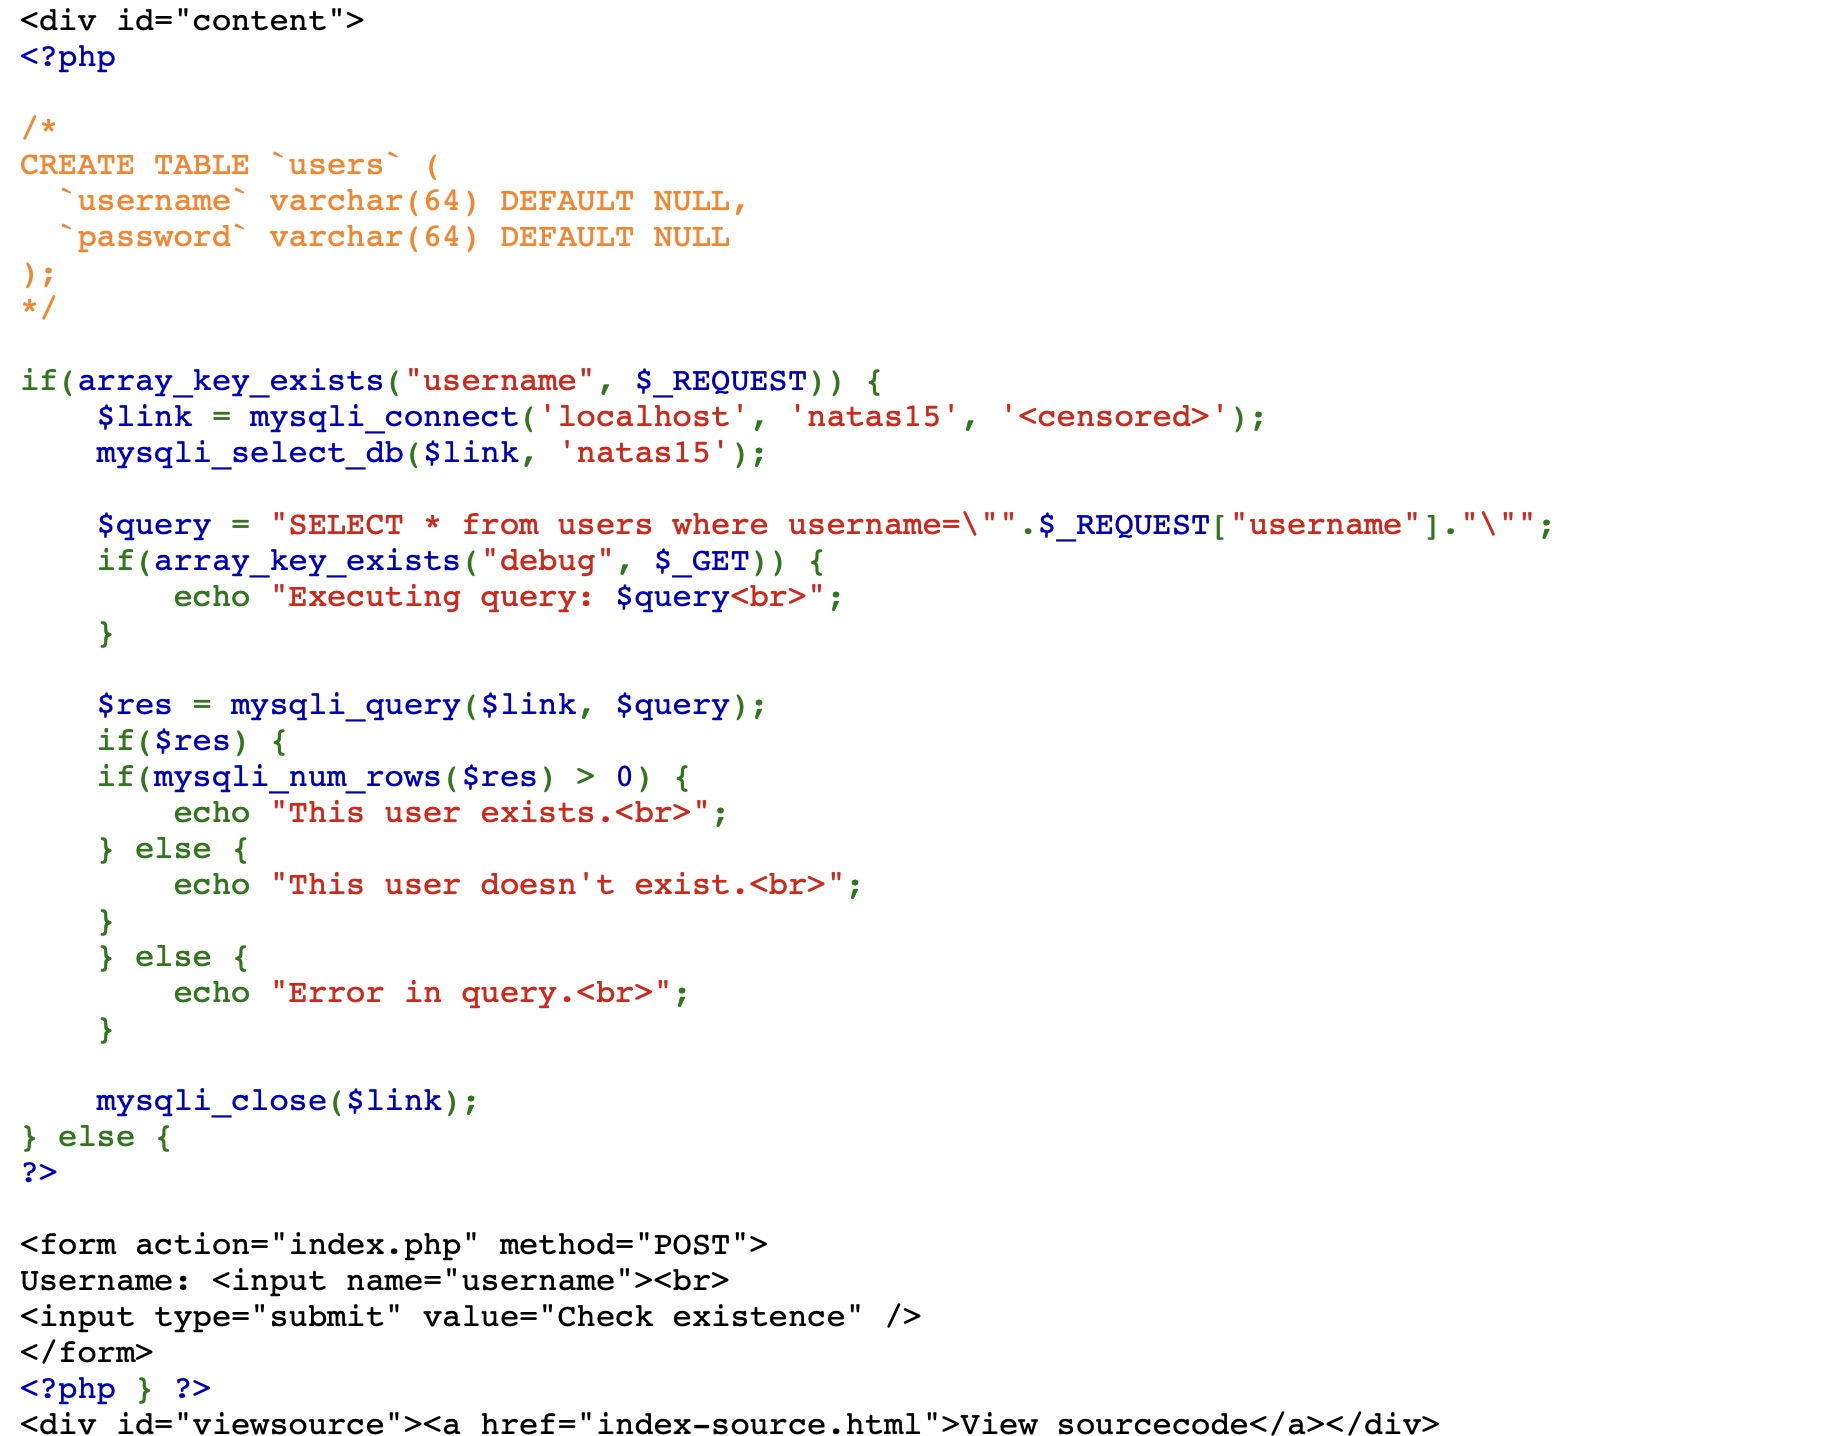 <div id="content">
<?php

/*
CREATE TABLE `users` (
  `username` varchar(64) DEFAULT NULL,
  `password` varchar(64) DEFAULT NULL
);
*/

if(array_key_exists("username", $_REQUEST)) {
    $link = mysqli_connect('localhost', 'natas15', '<censored>');
    mysqli_select_db($link, 'natas15');

    $query = "SELECT * from users where username=\"".$_REQUEST["username"]."\"";
    if(array_key_exists("debug", $_GET)) {
        echo "Executing query: $query<br>";
    }

    $res = mysqli_query($link, $query);
    if($res) {
    if(mysqli_num_rows($res) > 0) {
        echo "This user exists.<br>";
    } else {
        echo "This user doesn't exist.<br>";
    }
    } else {
        echo "Error in query.<br>";
    }

    mysqli_close($link);
} else {
?>

<form action="index.php" method="POST">
Username: <input name="username"><br>
<input type="submit" value="Check existence" />
</form>
<?php } ?>
<div id="viewsource"><a href="index-source.html">View sourcecode</a></div>